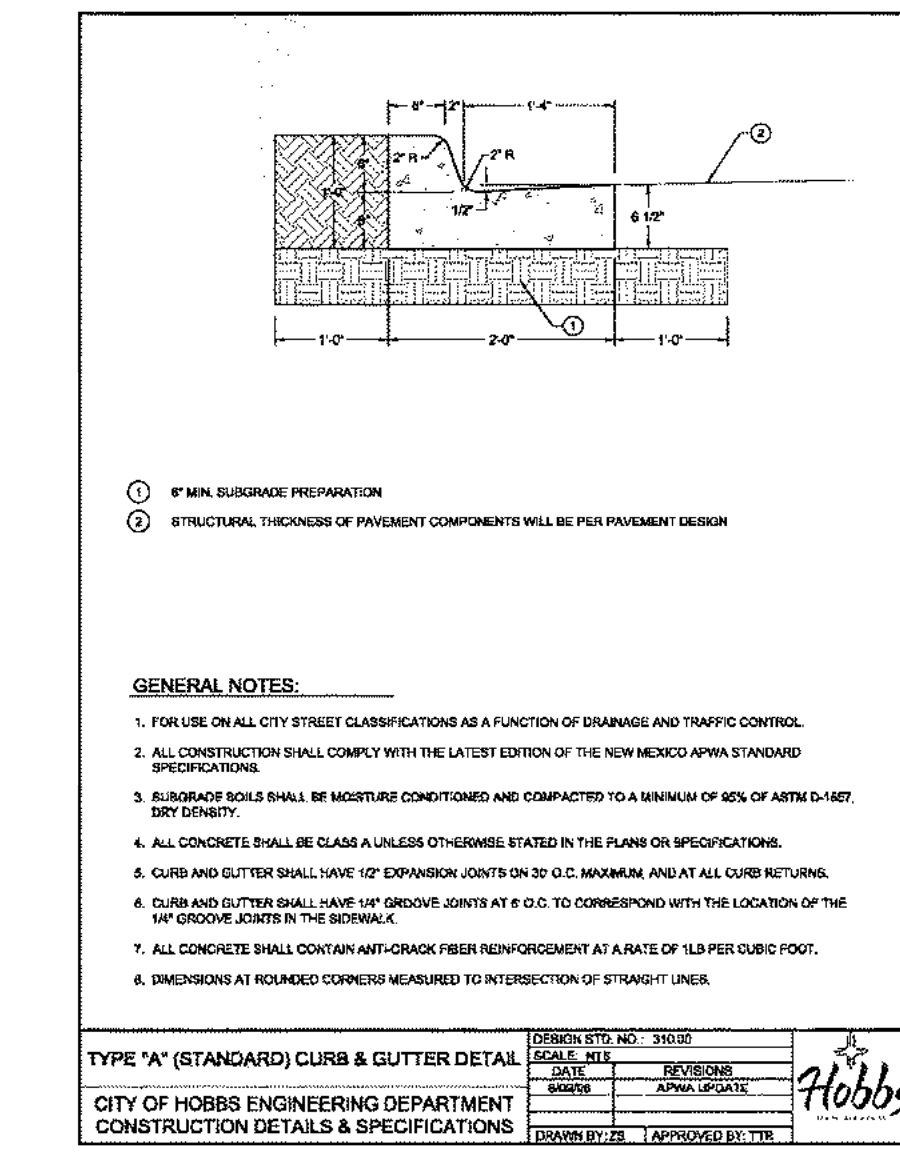 6" 2" 1'-4"
2
2" R 2" R
6"
1'-0"
1/2" 6 1/2"
6"
1
1'-0" 2'-0" 1'-0"
1 6" MIN. SUBGRADE PREPARATION
2 STRUCTURAL THICKNESS OF PAVEMENT COMPONENTS WILL BE PER PAVEMENT DESIGN
GENERAL NOTES:
1. FOR USE ON ALL CITY STREET CLASSIFICATIONS AS A FUNCTION OF DRAINAGE AND TRAFFIC CONTROL.
2. ALL CONSTRUCTION SHALL COMPLY WITH THE LATEST EDITION OF THE NEW MEXICO APWA STANDARD
SPECIFICATIONS.
3. SUBGRADE SOILS SHALL BE MOISTURE CONDITIONED AND COMPACTED TO A MINIMUM OF 95% OF ASTM D-1557,
DRY DENSITY.
4. ALL CONCRETE SHALL BE CLASS A UNLESS OTHERWISE STATED IN THE PLANS OR SPECIFICATIONS.
5. CURB AND GUTTER SHALL HAVE 1/2" EXPANSION JOINTS ON 30' O.C. MAXIMUM, AND AT ALL CURB RETURNS.
6. CURB AND GUTTER SHALL HAVE 1/4" GROOVE JOINTS AT 6' O.C. TO CORRESPOND WITH THE LOCATION OF THE
1/4" GROOVE JOINTS IN THE SIDEWALK.
7. ALL CONCRETE SHALL CONTAIN ANTI-CRACK FIBER REINFORCEMENT AT A RATE OF 1LB PER CUBIC FOOT.
8. DIMENSIONS AT ROUNDED CORNERS MEASURED TO INTERSECTION OF STRAIGHT LINES.
TYPE "A" (STANDARD) CURB & GUTTER DETAIL
CITY OF HOBBS ENGINEERING DEPARTMENT
CONSTRUCTION DETAILS & SPECIFICATIONS
DESIGN STD. NO.: 310.00
SCALE: NTS
DATE REVISIONS
APWA UPDATE
DRAWN BY: ZS APPROVED BY: TTR
Hobbs